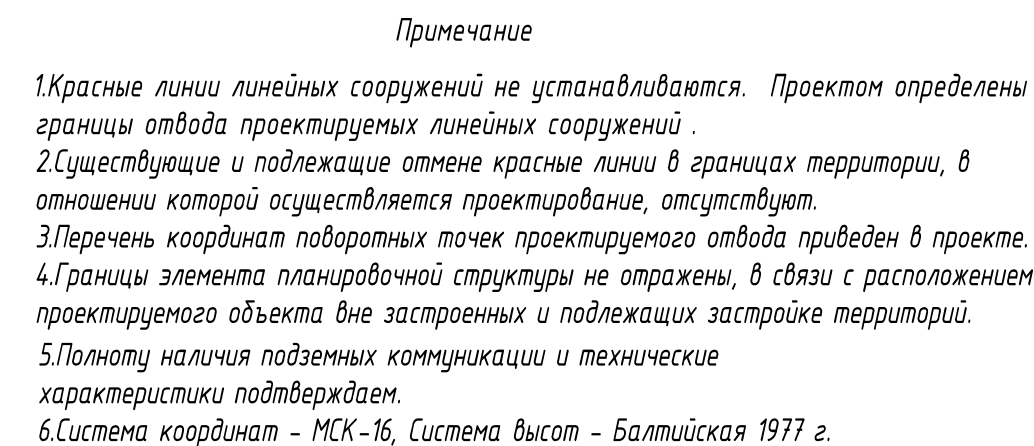 Примечание
1.Красные линии линейных сооружений не устанавливаются. Проектом определены
границы отвода проектируемых линейных сооружений .
2.Существующие и подлежащие отмене красные линии в границах территории, в
отношении которой осуществляется проектирование, отсутствуют.
3.Перечень координат поворотных точек проектируемого отвода приведен в проекте.
4.Границы элемента планировочной структуры не отражены, в связи с расположением
проектируемого объекта вне застроенных и подлежащих застройке территорий.
5.Полноту наличия подземных коммуникации и технические
характеристики подтверждаем.
6.Система координат - МСК-16, Система высот - Балтийская 1977 г.